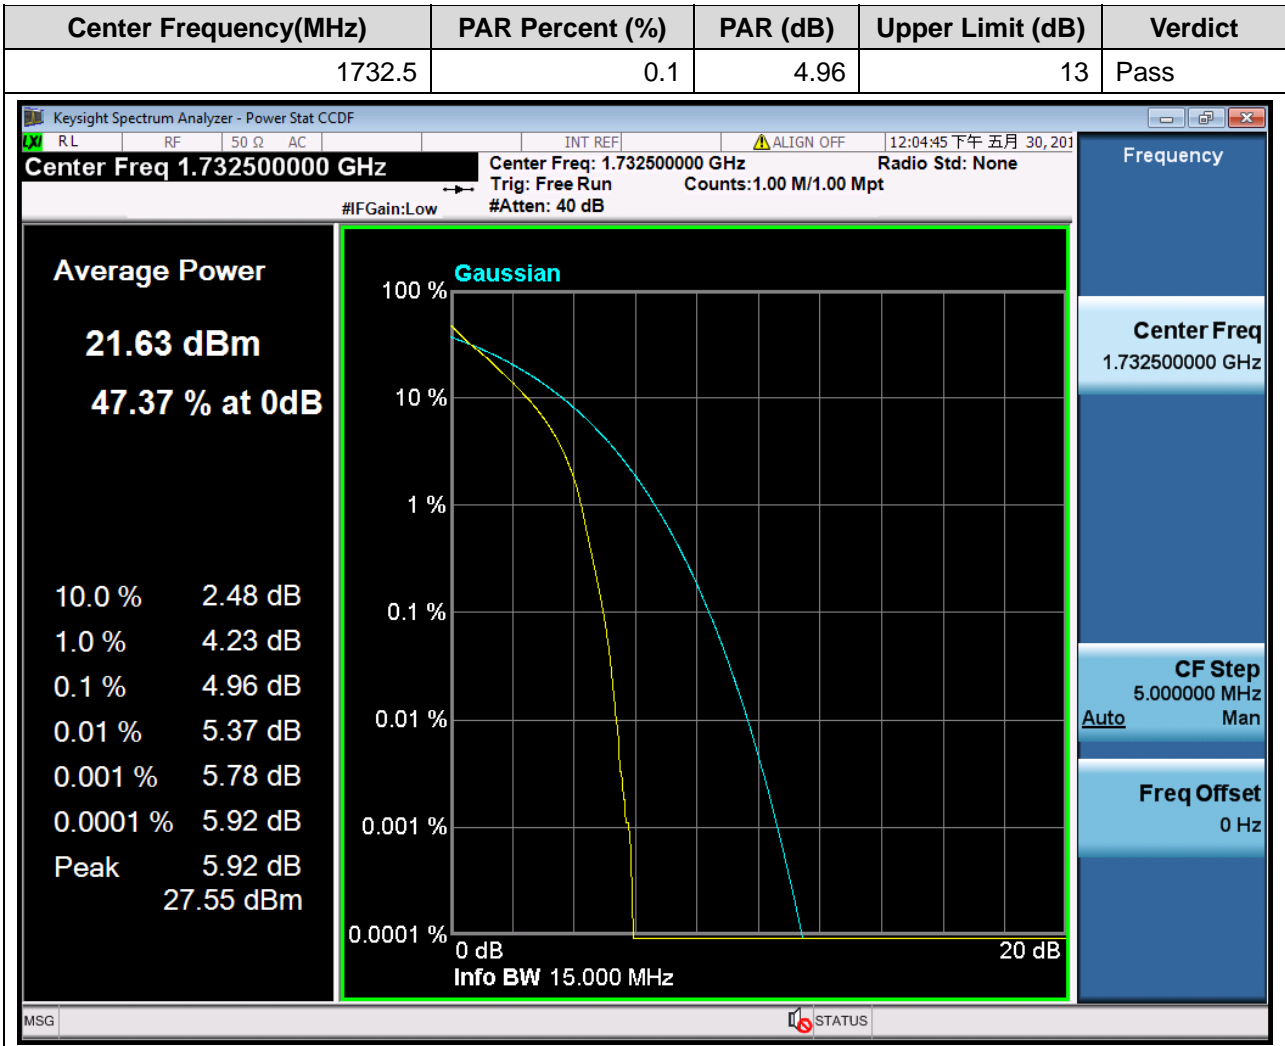 Center Frequency(MHz) PAR Percent (%) PAR (dB) Upper Limit (dB) Verdict
1732.5 0.1 4.96 13 Pass
Keysight Spectrum Analyzer - Power Stat CCDF
LXI RL RF 50 Ω AC INT REF ALIGN OFF 12:04:45 下午 五月 30, 201
Center Freq 1.732500000 GHz
#IFGain:Low
Center Freq: 1.732500000 GHz Radio Std: None
Trig: Free Run Counts:1.00 M/1.00 Mpt
#Atten: 40 dB
Average Power
21.63 dBm
47.37 % at 0dB
10.0 % 2.48 dB
1.0 % 4.23 dB
0.1 % 4.96 dB
0.01 % 5.37 dB
0.001 % 5.78 dB
0.0001 % 5.92 dB
Peak 5.92 dB
27.55 dBm
Gaussian
100 %
10 %
1 %
0.1 %
0.01 %
0.001 %
0.0001 %
0 dB 20 dB
Info BW 15.000 MHz
Frequency
Center Freq
1.732500000 GHz
CF Step
5.000000 MHz
Auto Man
Freq Offset
0 Hz
MSG STATUS